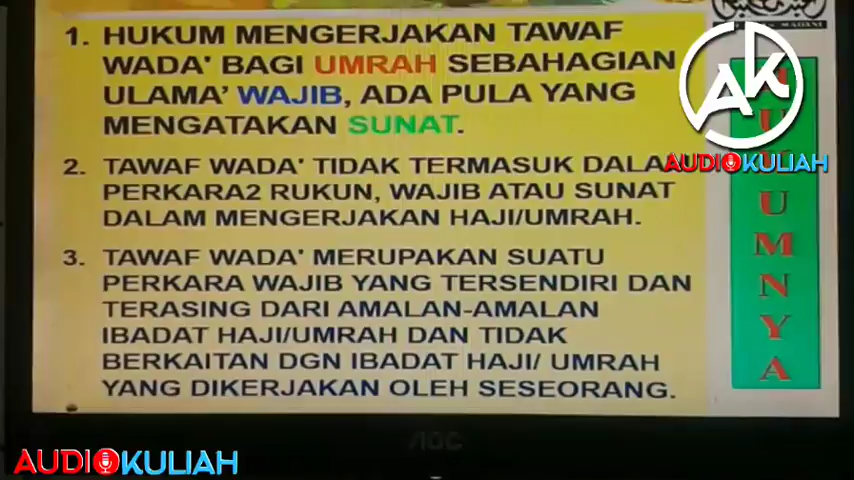 1. HUKUM MENGERJAKAN TAWAF
WADA' BAGI UMRAH SEBAHAGIAN
ULAMA' WAJIB, ADA PULA YANG
MENGATAKAN SUNAT.
2. TAWAF WADA' TIDAK TERMASUK DALAM
PERKARA2 RUKUN, WAJIB ATAU SUNAT
DALAM MENGERJAKAN HAJI/UMRAH.
3. TAWAF WADA' MERUPAKAN SUATU
PERKARA WAJIB YANG TERSENDIRI DAN
TERASING DARI AMALAN-AMALAN
IBADAT HAJI/UMRAH DAN TIDAK
BERKAITAN DGN IBADAT HAJI/ UMRAH
YANG DIKERJAKAN OLEH SESEORANG.
AK
AUDIOKULIAH
U
M
N
Y
A
AOC
AUDIOKULIAH